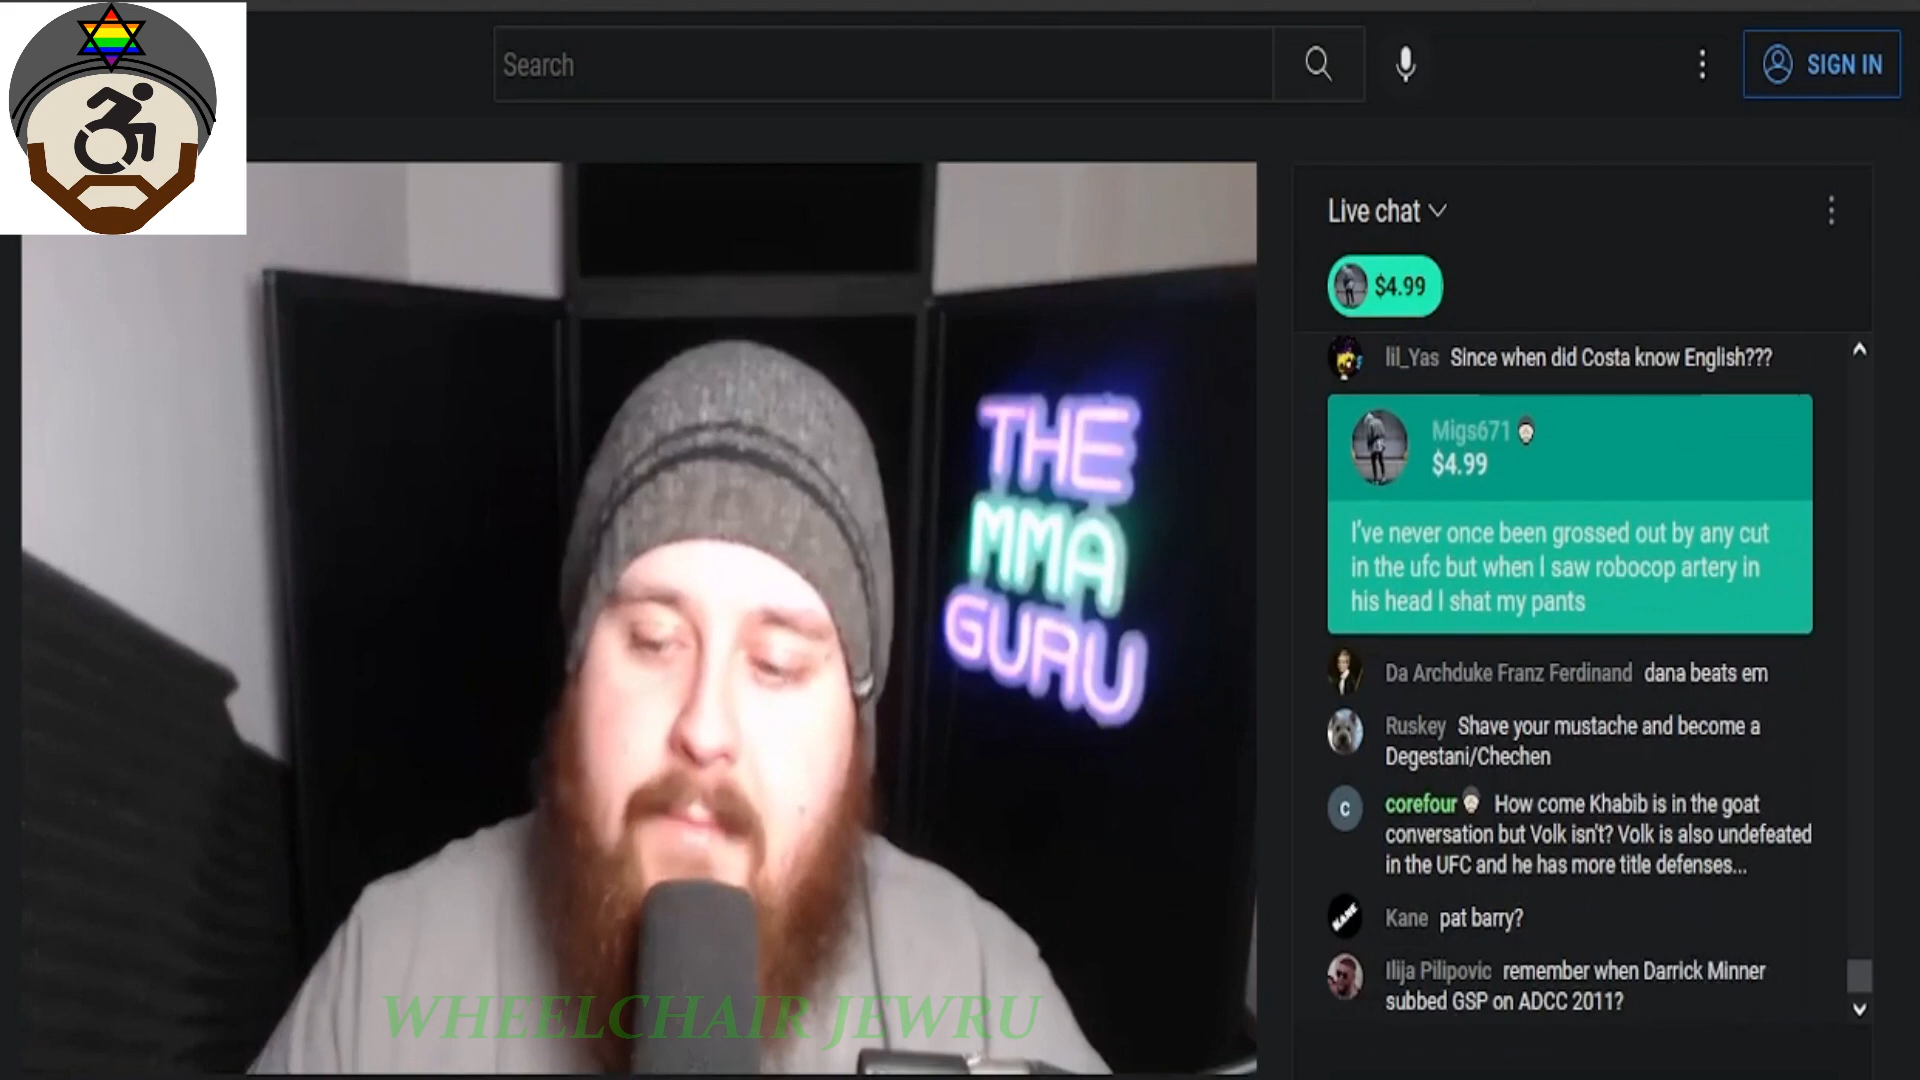 Search
SIGN IN
Live chat
$4.99
lil_Yas Since when did Costa know English???
Migs671
$4.99
I've never once been grossed out by any cut
in the ufc but when I saw robocop artery in
his head I shat my pants
THE
MMA
GURU
Da Archduke Franz Ferdinand dana beats em
Ruskey Shave your mustache and become a
Degestani/Chechen
C
corefour How come Khabib is in the goat
conversation but Volk isn't? Volk is also undefeated
in the UFC and he has more title defenses...
KANE
Kane pat barry?
Ilija Pilipovic remember when Darrick Minner
subbed GSP on ADCC 2011?
WHEELCHAIR JEWRU